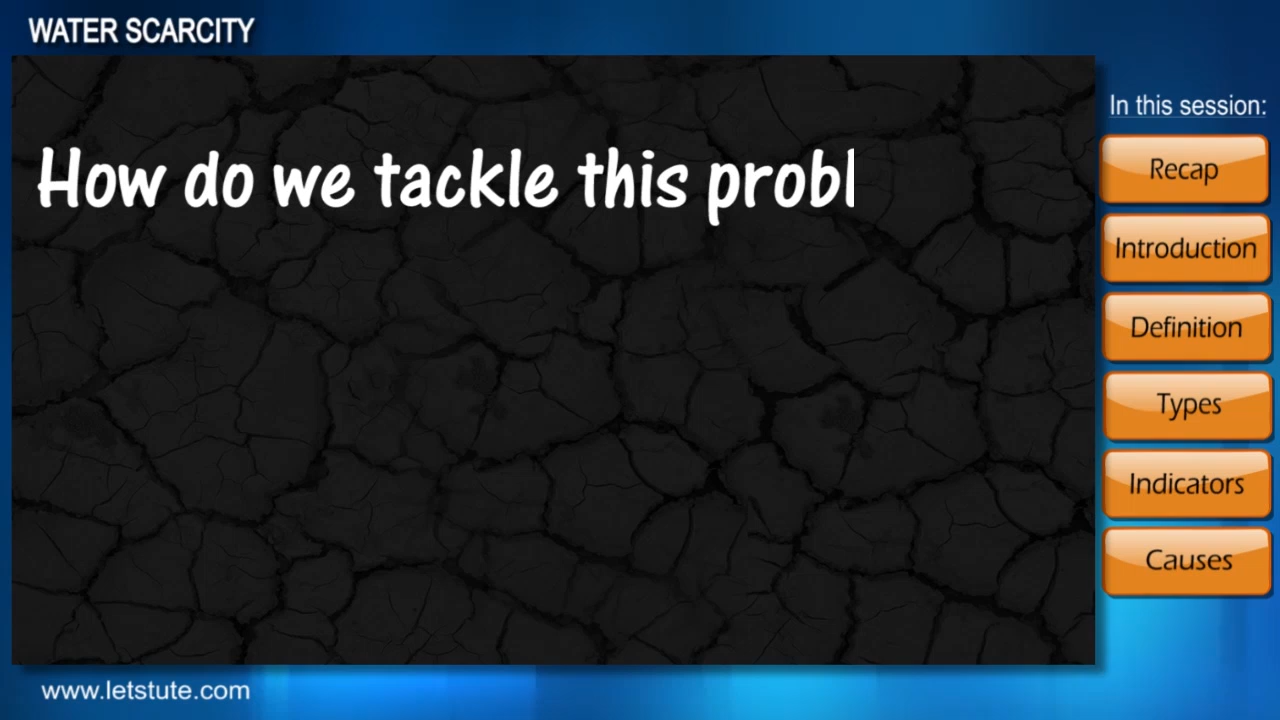 WATER SCARCITY
How do we tackle this probl
In this session:
Recap
Introduction
Definition
Types
Indicators
Causes
www.letstute.com